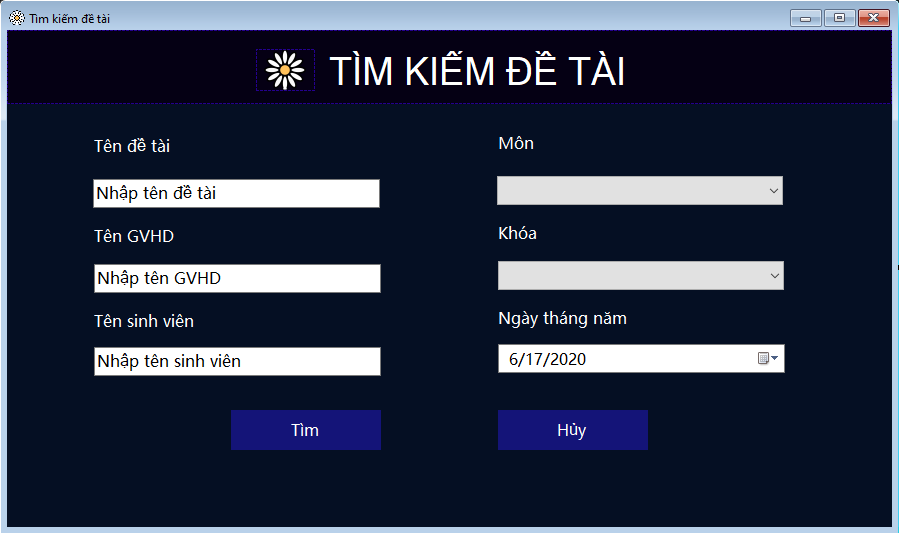 Tìm kiếm đề tài
TÌM KIẾM ĐỀ TÀI
Tên đề tài
Nhập tên đề tài
Tên GVHD
Nhập tên GVHD
Tên sinh viên
Nhập tên sinh viên
Môn
Khóa
Ngày tháng năm
6/17/2020
Tìm
Hủy